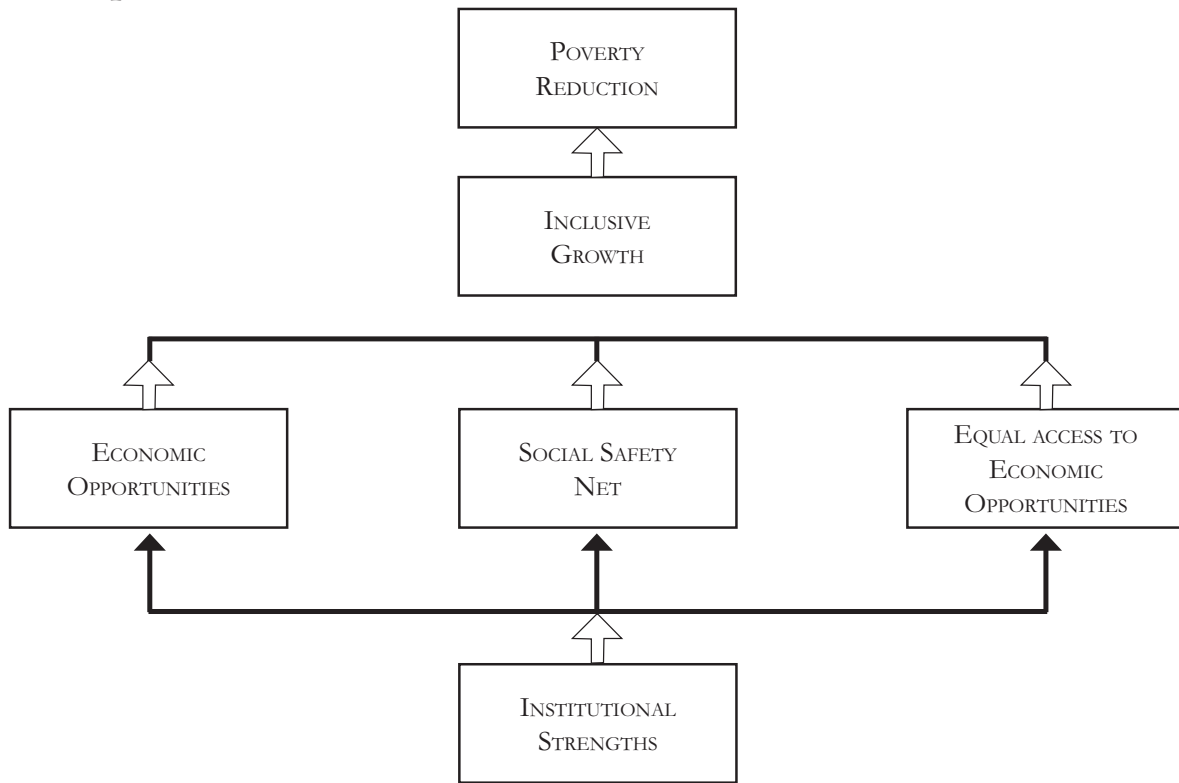 Poverty
Reduction
Inclusive
Growth
Economic
Opportunities
Social Safety
Net
Equal access to
Economic
Opportunities
Institutional
Strengths